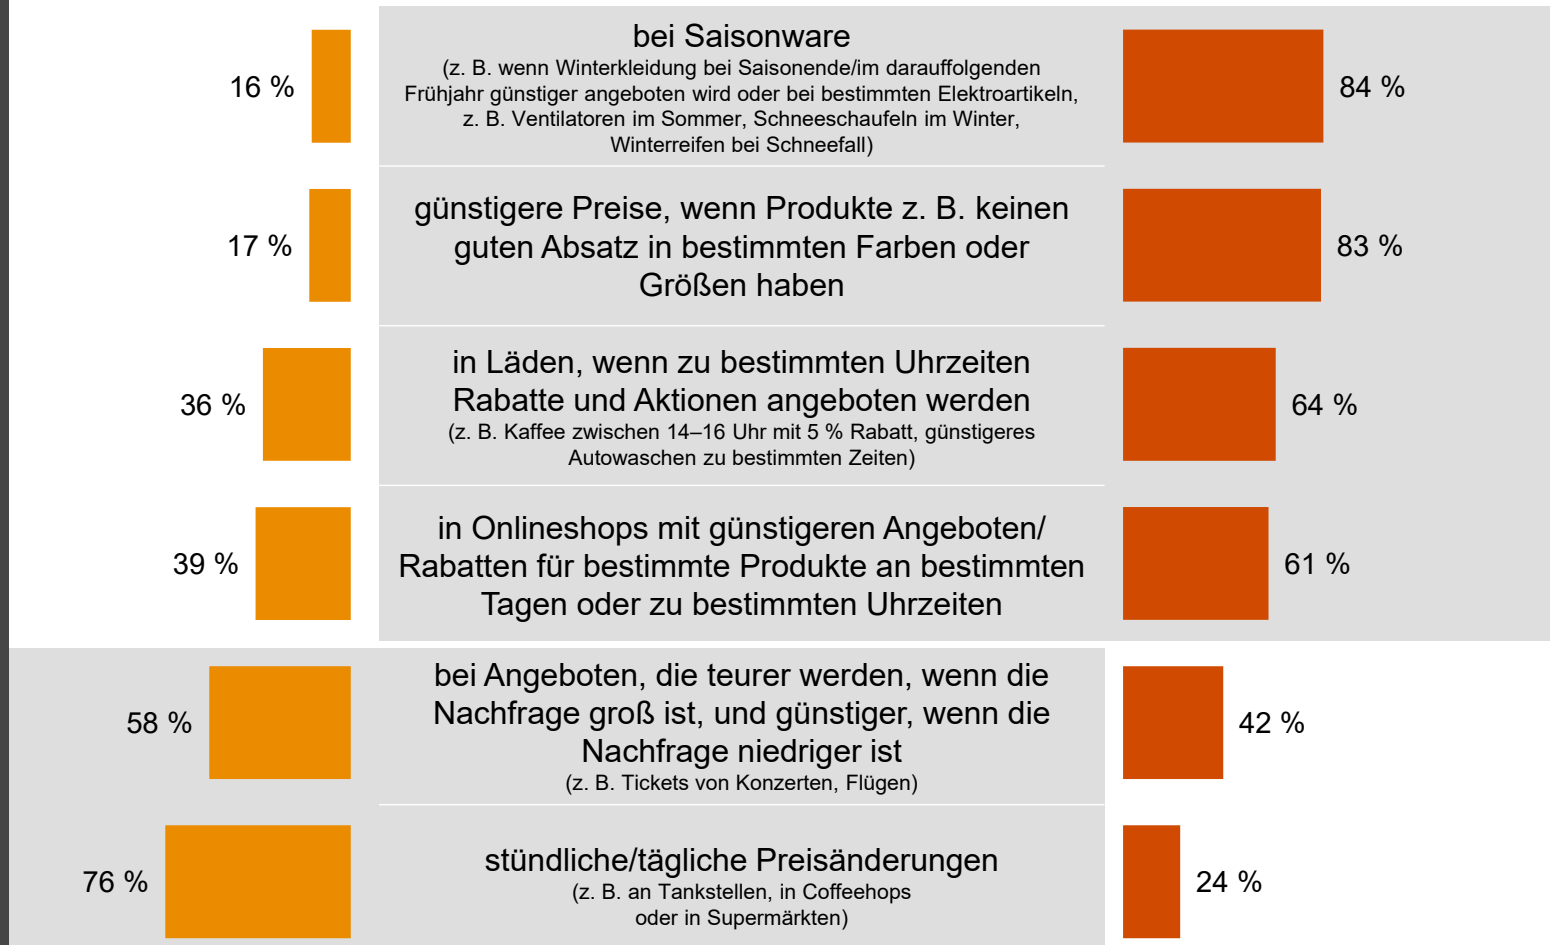 bei Saisonware
(z. B. wenn Winterkleidung bei Saisonende/im darauffolgenden
16 %
Frühjahr günstiger angeboten wird oder bei bestimmten Elektroartikeln,
84 %
z. B. Ventilatoren im Sommer, Schneeschaufeln im Winter,
Winterreifen bei Schneefall)
günstigere Preise, wenn Produkte z. B. keinen
17 %
guten Absatz in bestimmten Farben oder
83 %
Größen haben
in Läden, wenn zu bestimmten Uhrzeiten
36 %
Rabatte und Aktionen angeboten werden
64 %
(z. B. Kaffee zwischen 14–16 Uhr mit 5 % Rabatt, günstigeres
Autowaschen zu bestimmten Zeiten)
in Onlineshops mit günstigeren Angeboten/
39 %
Rabatten für bestimmte Produkte an bestimmten
61 %
Tagen oder zu bestimmten Uhrzeiten
bei Angeboten, die teurer werden, wenn die
58 %
Nachfrage groß ist, und günstiger, wenn die
42 %
Nachfrage niedriger ist
(z. B. Tickets von Konzerten, Flügen)
76 %
stündliche/tägliche Preisänderungen
24 %
(z. B. an Tankstellen, in Coffeehops
oder in Supermärkten)